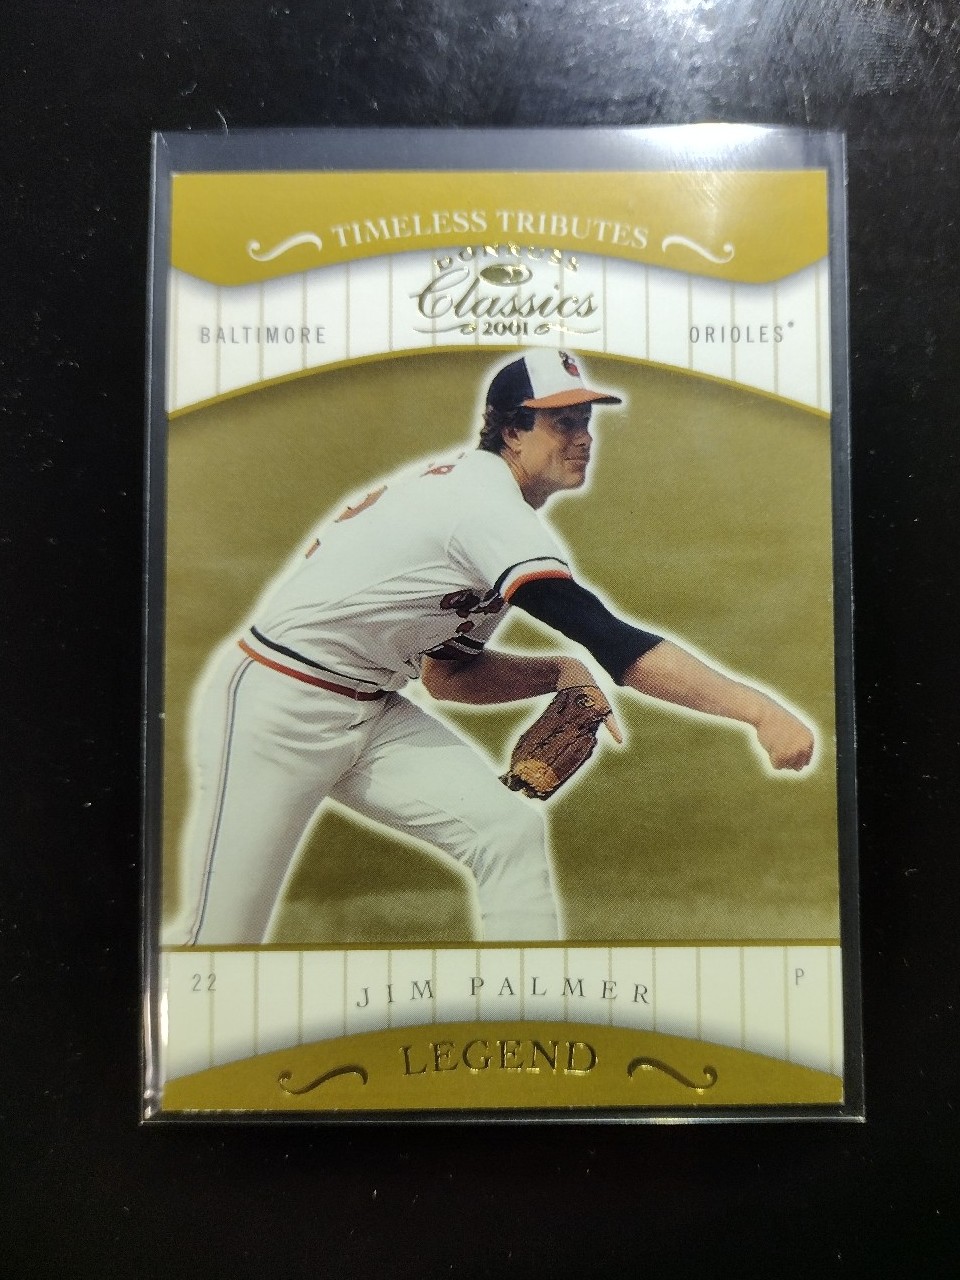 TIMELESS TRIBUTES
DONRUSS
Classics
2001
BALTIMORE
ORIOLES®
22
JIM PALMER
P
LEGEND